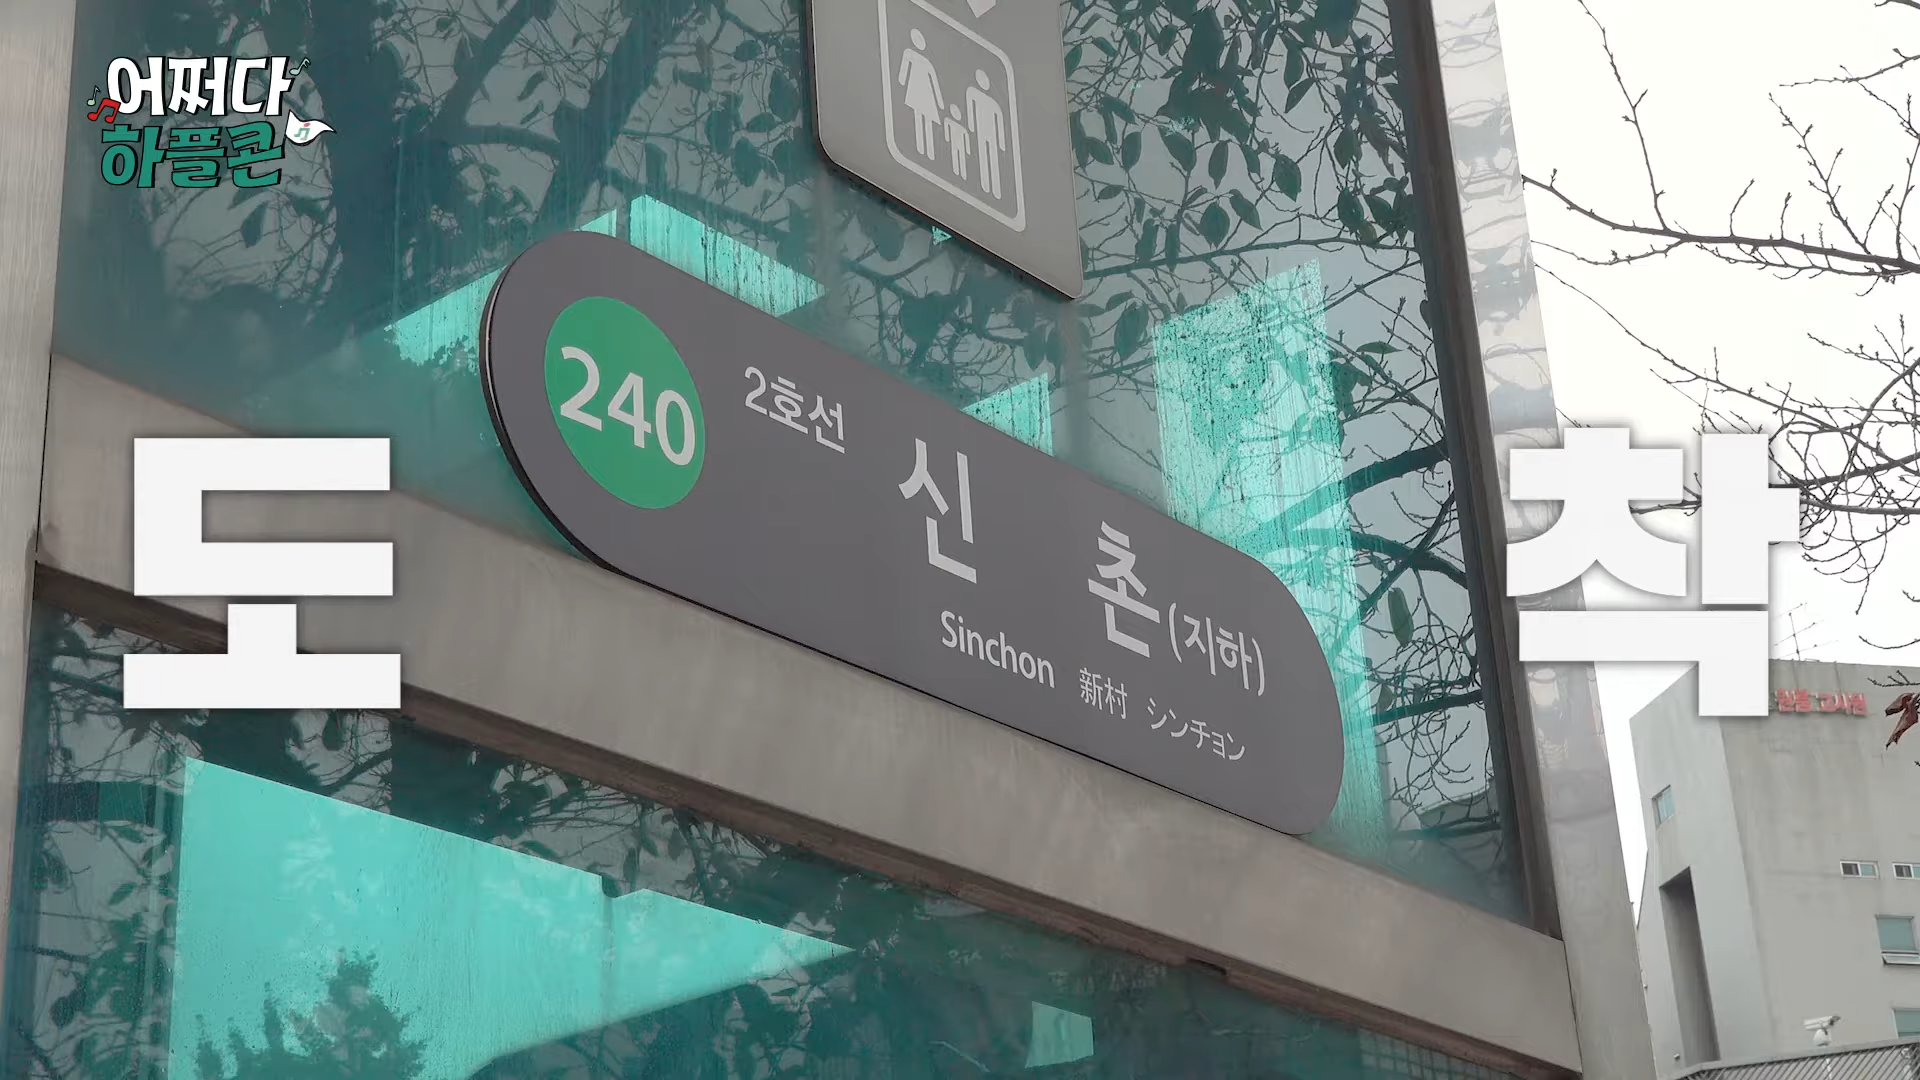 어쩌다
하플콘
240
2호선
신촌(지하)
Sinchon 新村 シンチョン
도착